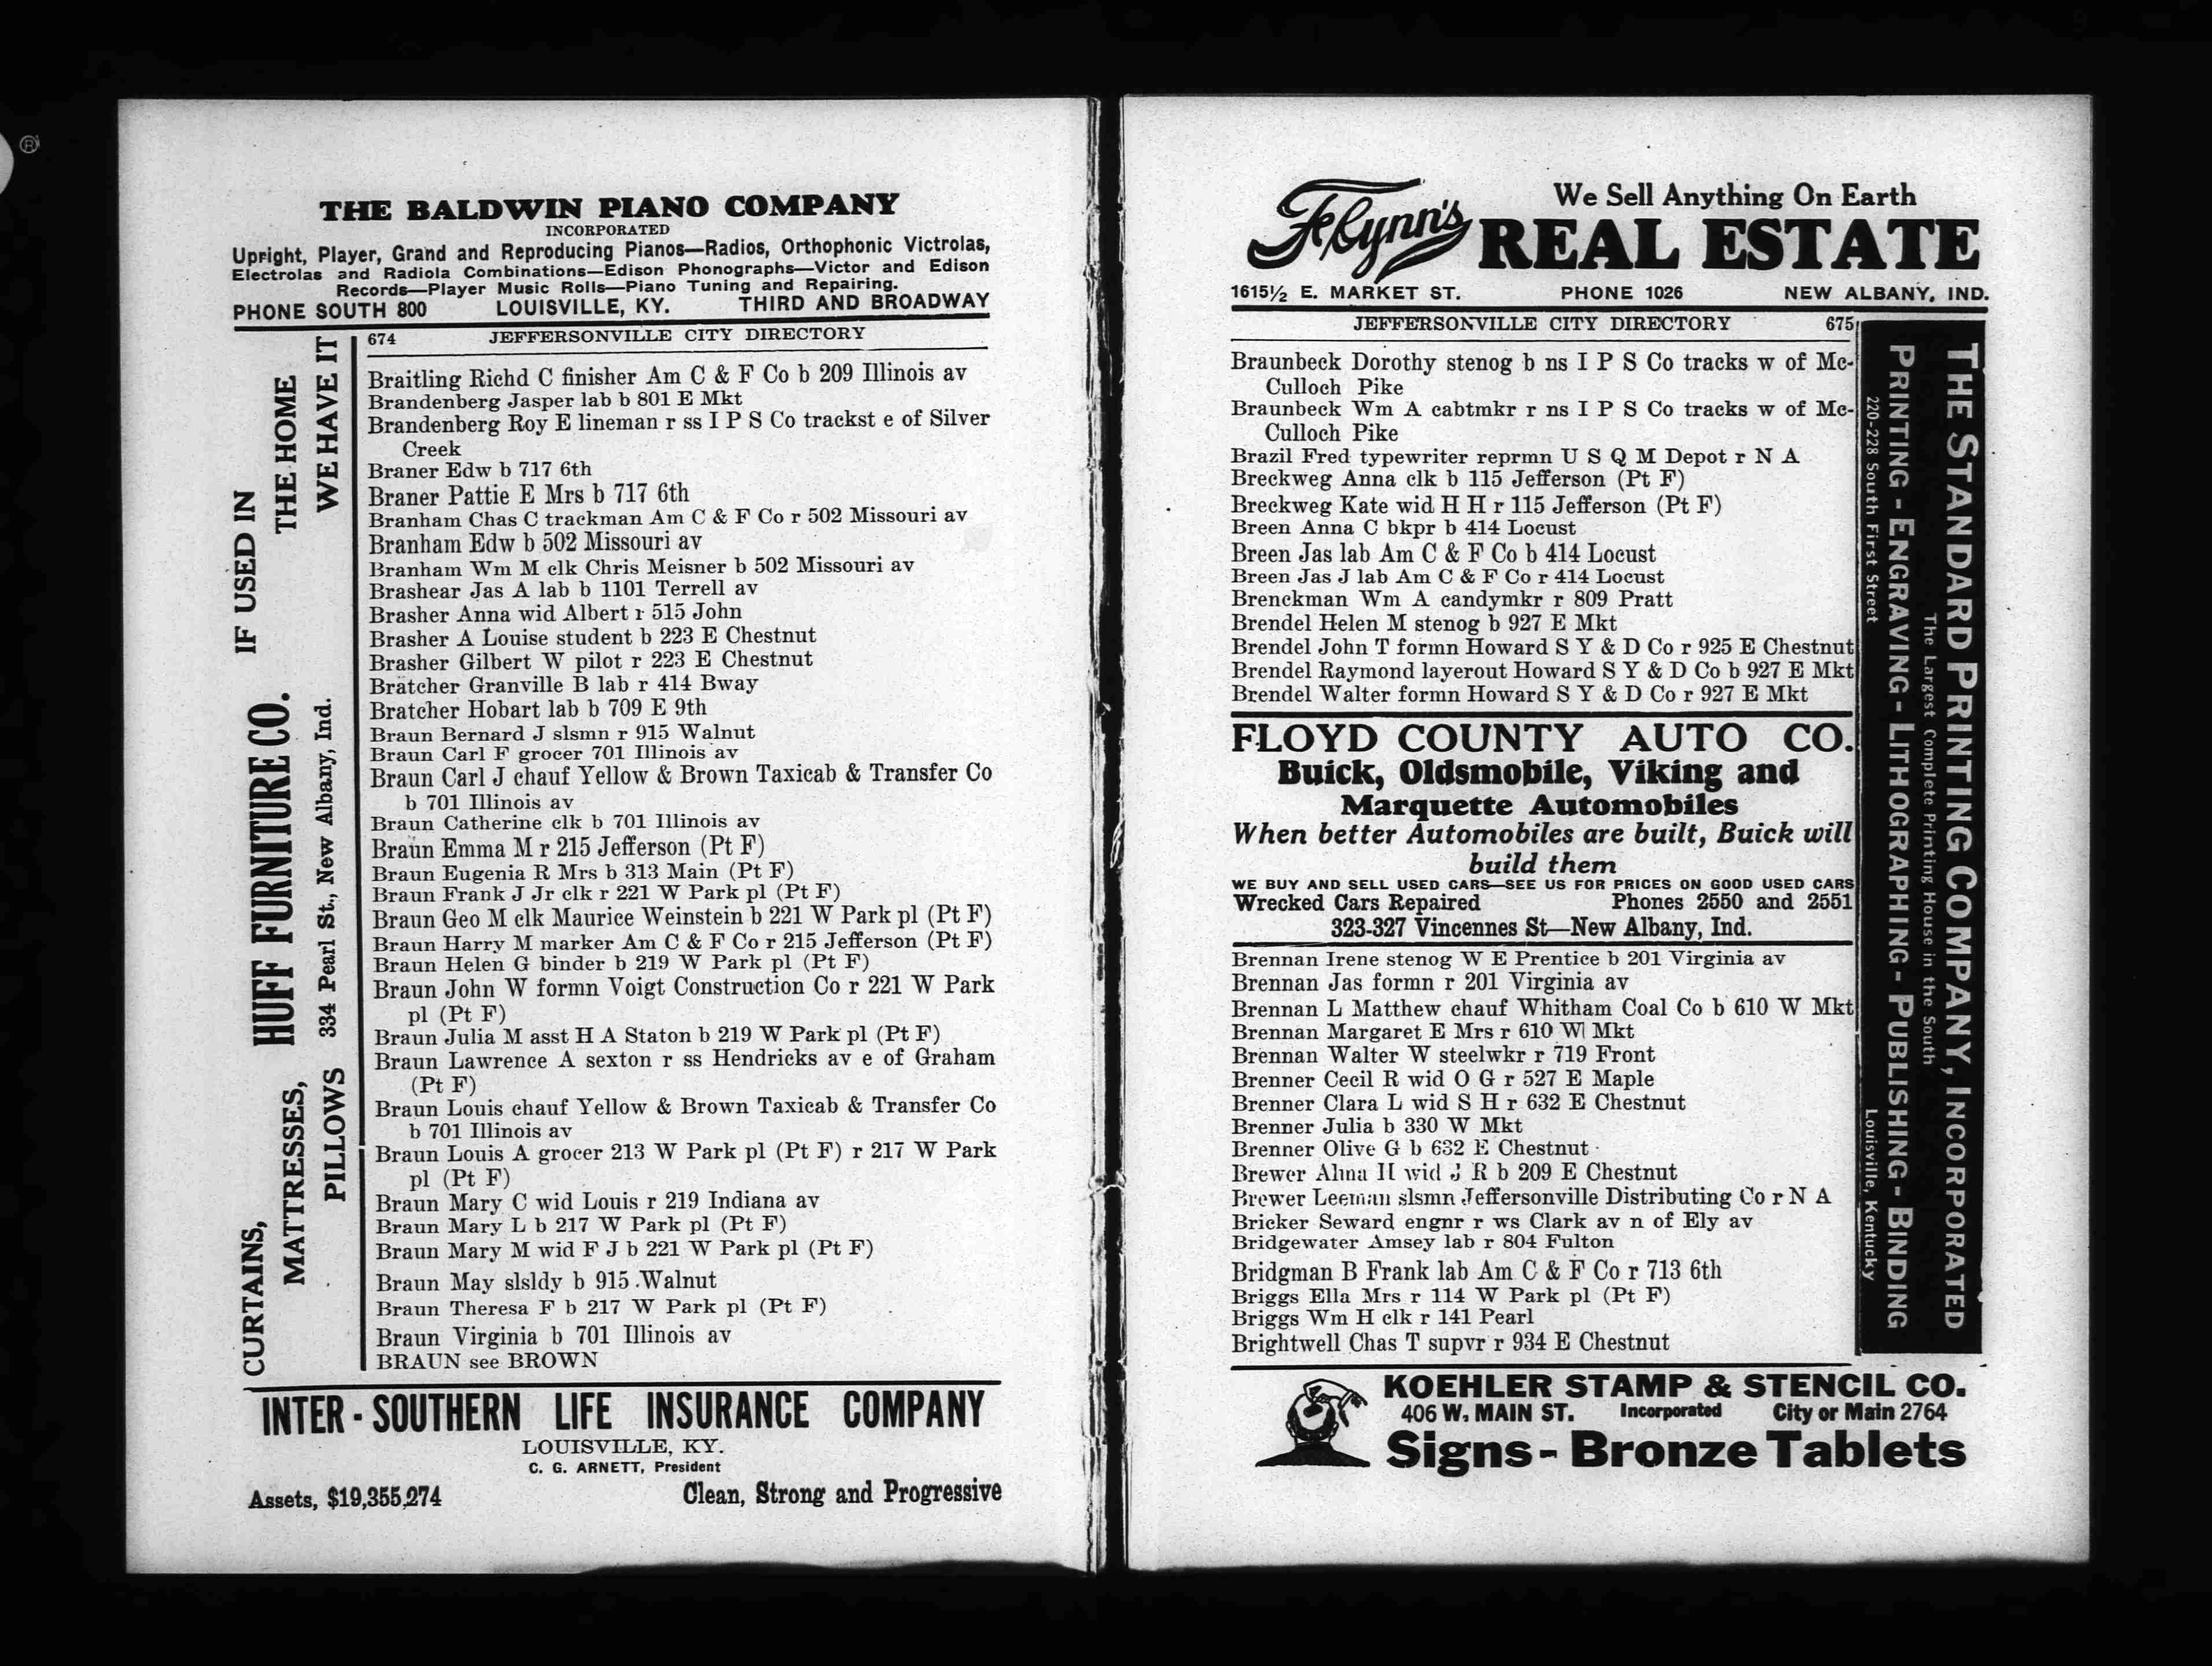 THE BALDWIN PIANO COMPANY
INCORPORATED
Upright, Player, Grand and Reproducing Pianos—Radios, Orthophonic Victrolas,
Electrolas and Radiola Combinations—Edison Phonographs—Victor and Edison
Records—Player Music Rolls—Piano Tuning and Repairing.
PHONE SOUTH 800 LOUISVILLE, KY. THIRD AND BROADWAY
IF USED IN
THE HOME
WE HAVE IT
HUFF FURNITURE CO.
334 Pearl St., New Albany, Ind.
CURTAINS,
MATTRESSES,
PILLOWS
674 JEFFERSONVILLE CITY DIRECTORY
Braitling Richd C finisher Am C & F Co b 209 Illinois av
Brandenberg Jasper lab b 801 E Mkt
Brandenberg Roy E lineman r ss I P S Co trackst e of Silver
Creek
Braner Edw b 717 6th
Braner Pattie E Mrs b 717 6th
Branham Chas C trackman Am C & F Co r 502 Missouri av
Branham Edw b 502 Missouri av
Branham Wm M clk Chris Meisner b 502 Missouri av
Brashear Jas A lab b 1101 Terrell av
Brasher Anna wid Albert r 515 John
Brasher A Louise student b 223 E Chestnut
Brasher Gilbert W pilot r 223 E Chestnut
Bratcher Granville B lab r 414 Bway
Bratcher Hobart lab b 709 E 9th
Braun Bernard J slsmn r 915 Walnut
Braun Carl F grocer 701 Illinois av
Braun Carl J chauf Yellow & Brown Taxicab & Transfer Co
b 701 Illinois av
Braun Catherine clk b 701 Illinois av
Braun Emma M r 215 Jefferson (Pt F)
Braun Eugenia R Mrs b 313 Main (Pt F)
Braun Frank J Jr clk r 221 W Park pl (Pt F)
Braun Geo M clk Maurice Weinstein b 221 W Park pl (Pt F)
Braun Harry M marker Am C & F Co r 215 Jefferson (Pt F)
Braun Helen G binder b 219 W Park pl (Pt F)
Braun John W formn Voigt Construction Co r 221 W Park
pl (Pt F)
Braun Julia M asst H A Staton b 219 W Park pl (Pt F)
Braun Lawrence A sexton r ss Hendricks av e of Graham
(Pt F)
Braun Louis chauf Yellow & Brown Taxicab & Transfer Co
b 701 Illinois av
Braun Louis A grocer 213 W Park pl (Pt F) r 217 W Park
pl (Pt F)
Braun Mary C wid Louis r 219 Indiana av
Braun Mary L b 217 W Park pl (Pt F)
Braun Mary M wid F J b 221 W Park pl (Pt F)
Braun May slsldy b 915 Walnut
Braun Theresa F b 217 W Park pl (Pt F)
Braun Virginia b 701 Illinois av
BRAUN see BROWN
INTER-SOUTHERN LIFE INSURANCE COMPANY
LOUISVILLE, KY.
C. G. ARNETT, President
Assets, $19,355,274 Clean, Strong and Progressive
Flynn's
We Sell Anything On Earth
REAL ESTATE
1615½ E. MARKET ST. PHONE 1026 NEW ALBANY, IND.
JEFFERSONVILLE CITY DIRECTORY 675
Braunbeck Dorothy stenog b ns I P S Co tracks w of Mc-
Culloch Pike
Braunbeck Wm A cabtmkr r ns I P S Co tracks w of Mc-
Culloch Pike
Brazil Fred typewriter reprmn U S Q M Depot r N A
Breckweg Anna clk b 115 Jefferson (Pt F)
Breckweg Kate wid H H r 115 Jefferson (Pt F)
Breen Anna C bkpr b 414 Locust
Breen Jas lab Am C & F Co b 414 Locust
Breen Jas J lab Am C & F Co r 414 Locust
Brenckman Wm A candymkr r 809 Pratt
Brendel Helen M stenog b 927 E Mkt
Brendel John T formn Howard S Y & D Co r 925 E Chestnut
Brendel Raymond layerout Howard S Y & D Co b 927 E Mkt
Brendel Walter formn Howard S Y & D Co r 927 E Mkt
FLOYD COUNTY AUTO CO.
Buick, Oldsmobile, Viking and
Marquette Automobiles
When better Automobiles are built, Buick will
build them
WE BUY AND SELL USED CARS—SEE US FOR PRICES ON GOOD USED CARS
Wrecked Cars Repaired Phones 2550 and 2551
323-327 Vincennes St—New Albany, Ind.
Brennan Irene stenog W E Prentice b 201 Virginia av
Brennan Jas formn r 201 Virginia av
Brennan L Matthew chauf Whitham Coal Co b 610 W Mkt
Brennan Margaret E Mrs r 610 W Mkt
Brennan Walter W steelwkr r 719 Front
Brenner Cecil R wid O G r 527 E Maple
Brenner Clara L wid S H r 632 E Chestnut
Brenner Julia b 330 W Mkt
Brenner Olive G b 632 E Chestnut
Brewer Alma H wid J R b 209 E Chestnut
Brewer Leeman slsmn Jeffersonville Distributing Co r N A
Bricker Seward engnr r ws Clark av n of Ely av
Bridgewater Amsey lab r 804 Fulton
Bridgman B Frank lab Am C & F Co r 713 6th
Briggs Ella Mrs r 114 W Park pl (Pt F)
Briggs Wm H clk r 141 Pearl
Brightwell Chas T supvr r 934 E Chestnut
THE STANDARD PRINTING COMPANY, INCORPORATED
The Largest Complete Printing House in the South
PRINTING - ENGRAVING - LITHOGRAPHING - PUBLISHING - BINDING
220-228 South First Street Louisville, Kentucky
KOEHLER STAMP & STENCIL CO.
406 W. MAIN ST. Incorporated City or Main 2764
Signs - Bronze Tablets
®